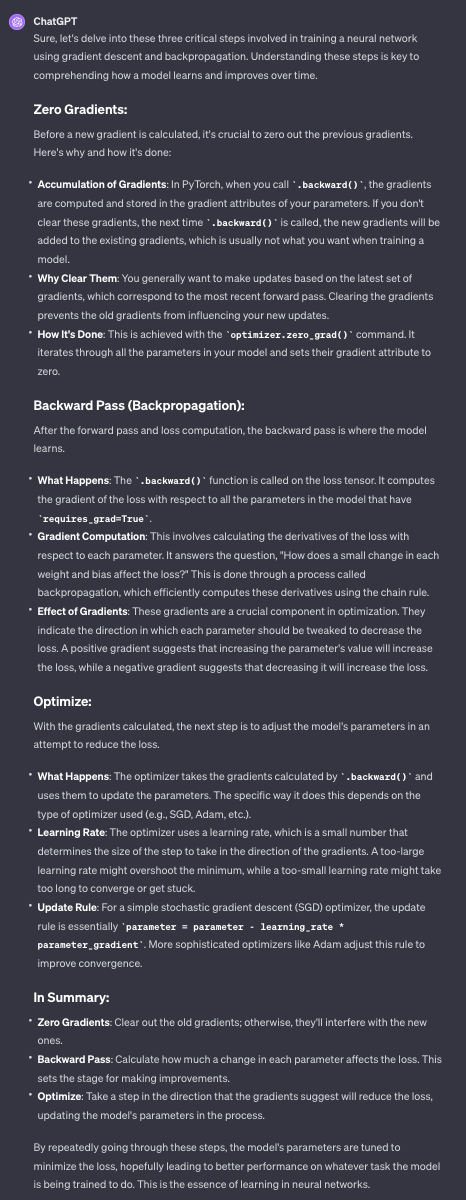 ChatGPT
Sure, let's delve into these three critical steps involved in training a neural network
using gradient descent and backpropagation. Understanding these steps is key to
comprehending how a model learns and improves over time.
Zero Gradients:
Before a new gradient is calculated, it's crucial to zero out the previous gradients.
Here's why and how it's done:
• Accumulation of Gradients: In PyTorch, when you call `.backward()`, the gradients
are computed and stored in the gradient attributes of your parameters. If you don't
clear these gradients, the next time `.backward()` is called, the new gradients will be
added to the existing gradients, which is usually not what you want when training a
model.
• Why Clear Them: You generally want to make updates based on the latest set of
gradients, which correspond to the most recent forward pass. Clearing the gradients
prevents the old gradients from influencing your new updates.
• How It's Done: This is achieved with the `optimizer.zero_grad()` command. It
iterates through all the parameters in your model and sets their gradient attribute to
zero.
Backward Pass (Backpropagation):
After the forward pass and loss computation, the backward pass is where the model
learns.
• What Happens: The `.backward()` function is called on the loss tensor. It computes
the gradient of the loss with respect to all the parameters in the model that have
`requires_grad=True`.
• Gradient Computation: This involves calculating the derivatives of the loss with
respect to each parameter. It answers the question, "How does a small change in each
weight and bias affect the loss?" This is done through a process called
backpropagation, which efficiently computes these derivatives using the chain rule.
• Effect of Gradients: These gradients are a crucial component in optimization. They
indicate the direction in which each parameter should be tweaked to decrease the
loss. A positive gradient suggests that increasing the parameter's value will increase
the loss, while a negative gradient suggests that decreasing it will increase the loss.
Optimize:
With the gradients calculated, the next step is to adjust the model's parameters in an
attempt to reduce the loss.
• What Happens: The optimizer takes the gradients calculated by `.backward()` and
uses them to update the parameters. The specific way it does this depends on the
type of optimizer used (e.g., SGD, Adam, etc.).
• Learning Rate: The optimizer uses a learning rate, which is a small number that
determines the size of the step to take in the direction of the gradients. A too-large
learning rate might overshoot the minimum, while a too-small learning rate might take
too long to converge or get stuck.
• Update Rule: For a simple stochastic gradient descent (SGD) optimizer, the update
rule is essentially `parameter = parameter - learning_rate *
parameter_gradient`. More sophisticated optimizers like Adam adjust this rule to
improve convergence.
In Summary:
• Zero Gradients: Clear out the old gradients; otherwise, they'll interfere with the new
ones.
• Backward Pass: Calculate how much a change in each parameter affects the loss. This
sets the stage for making improvements.
• Optimize: Take a step in the direction that the gradients suggest will reduce the loss,
updating the model's parameters in the process.
By repeatedly going through these steps, the model's parameters are tuned to
minimize the loss, hopefully leading to better performance on whatever task the model
is being trained to do. This is the essence of learning in neural networks.